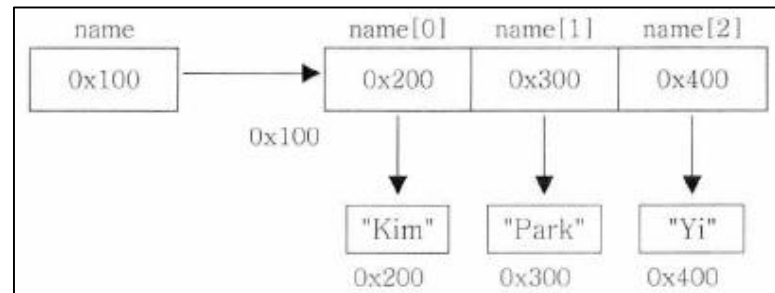 name name[0] name[1] name[2]
0x100 0x200 0x300 0x400
0x100
"Kim" "Park" "Yi"
0x200 0x300 0x400